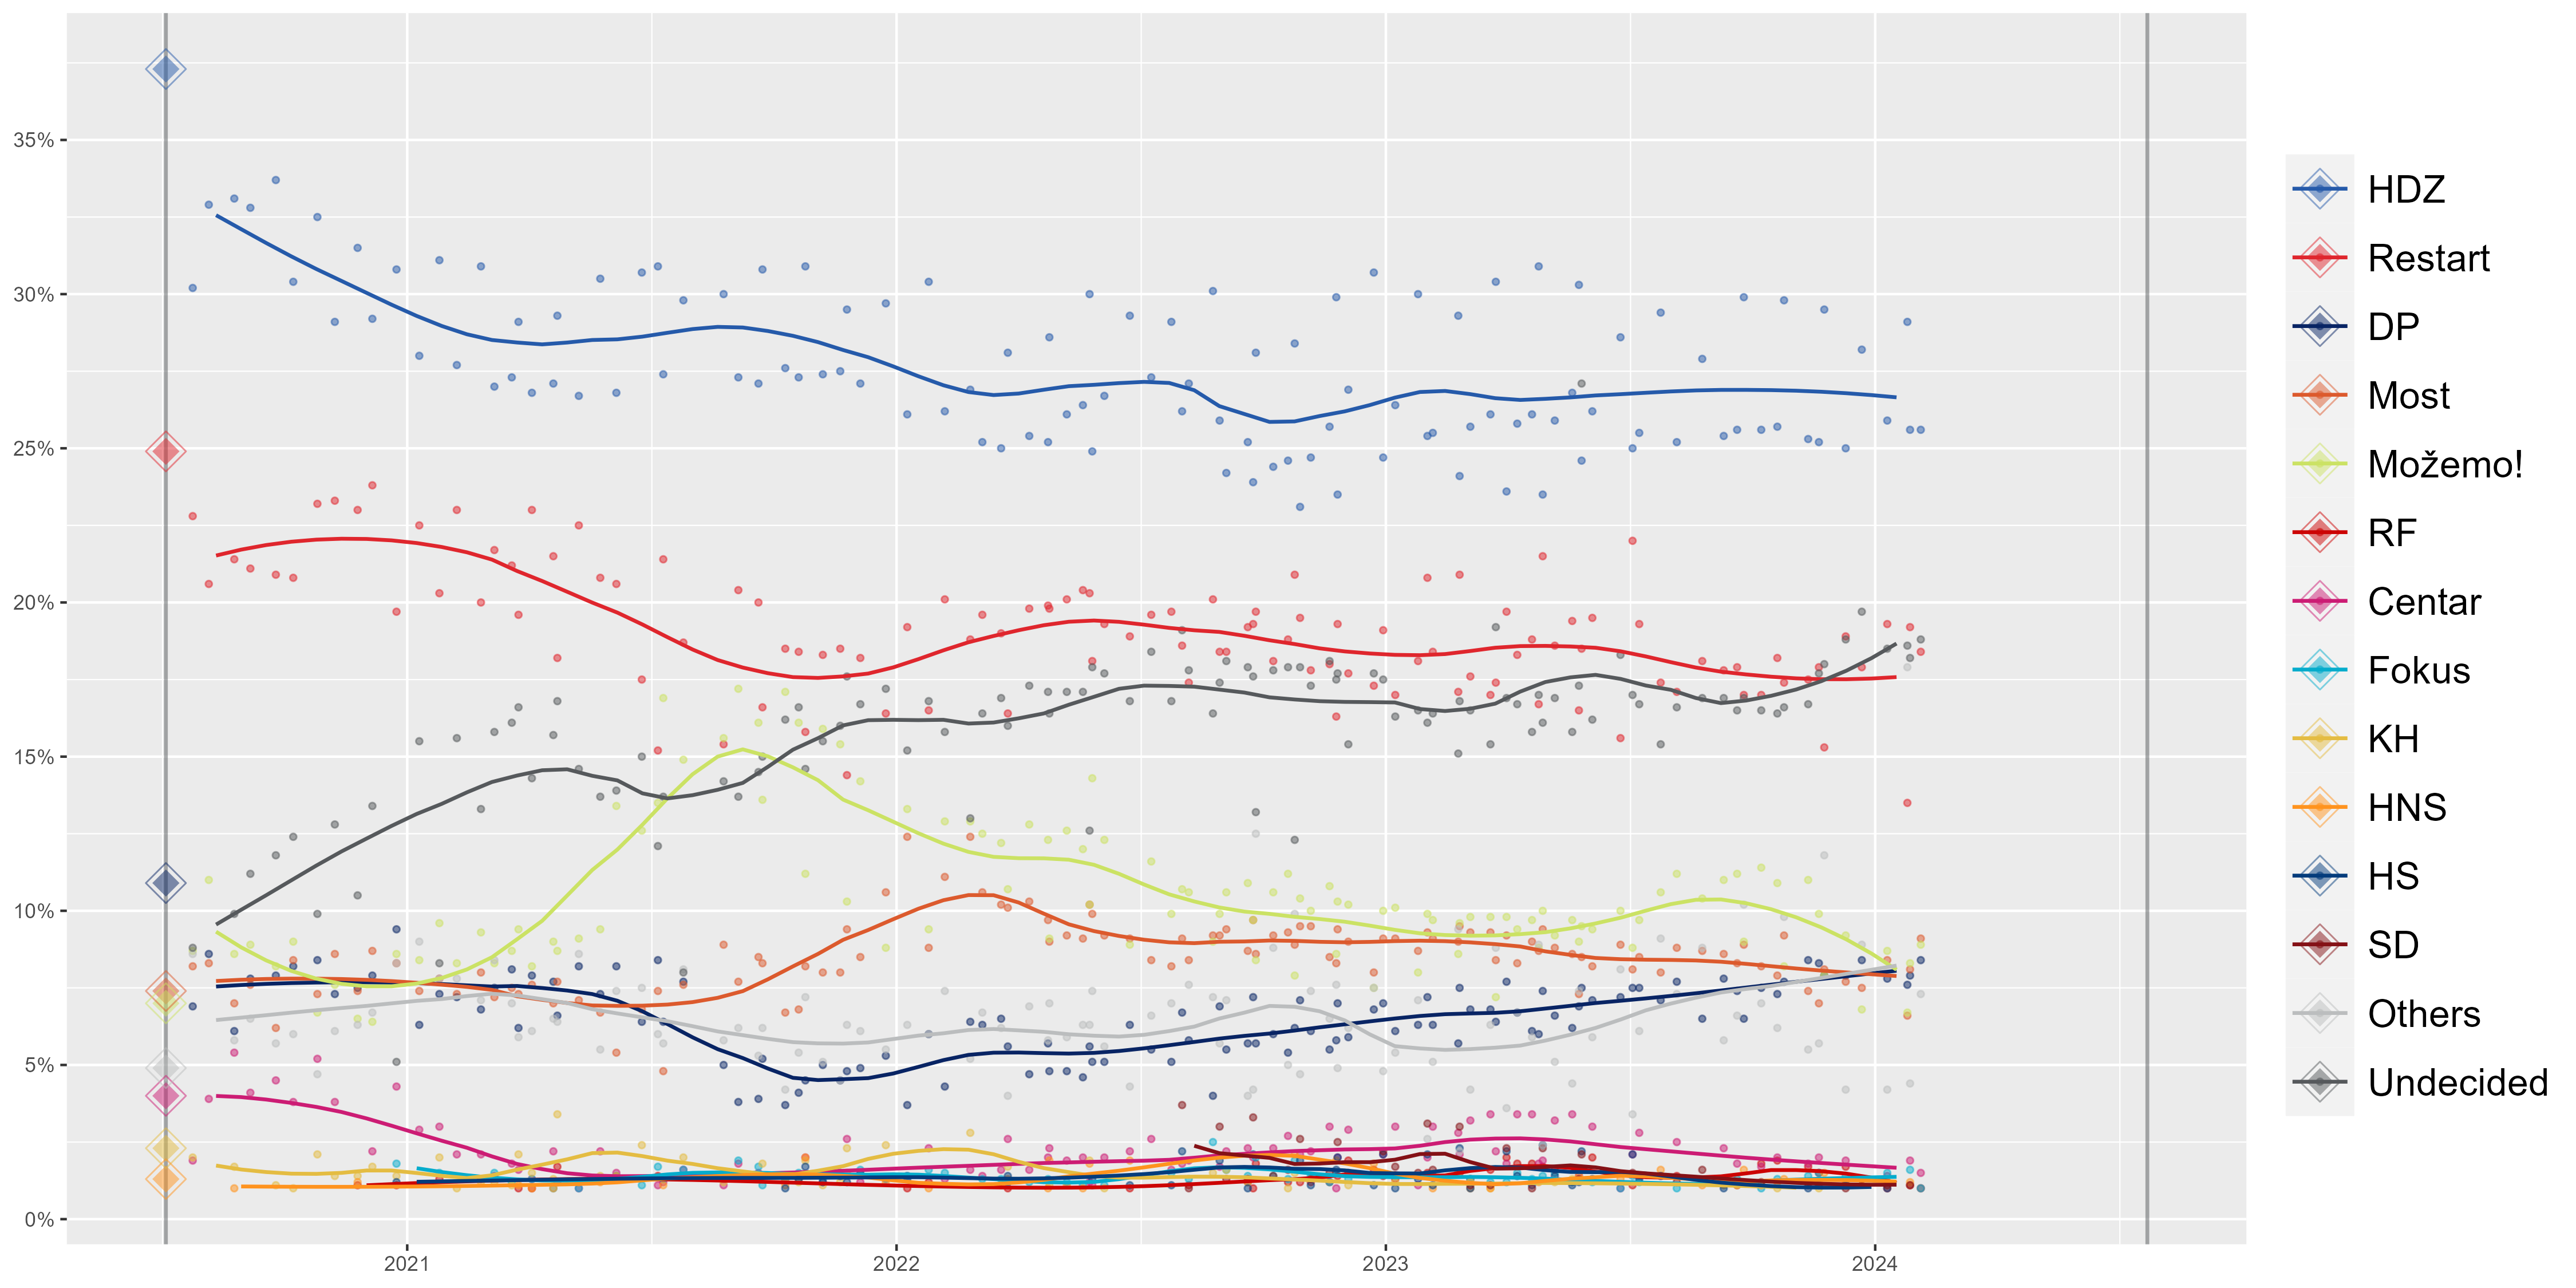 35%
30%
25%
20%
15%
10%
5%
0%
2021
2022
2023
2024
HDZ
Restart
DP
Most
Možemo!
RF
Centar
Fokus
KH
HNS
HS
SD
Others
Undecided